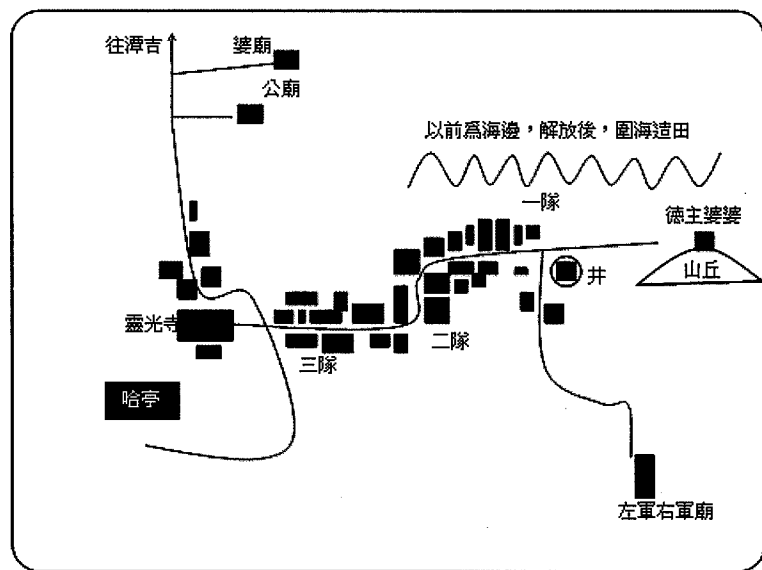 往潭吉
婆廟
公廟
以前爲海邊，解放後，圍海這田
一隊
德主婆婆
山丘
井
靈光寺
二隊
三隊
哈亭
左軍右軍廟